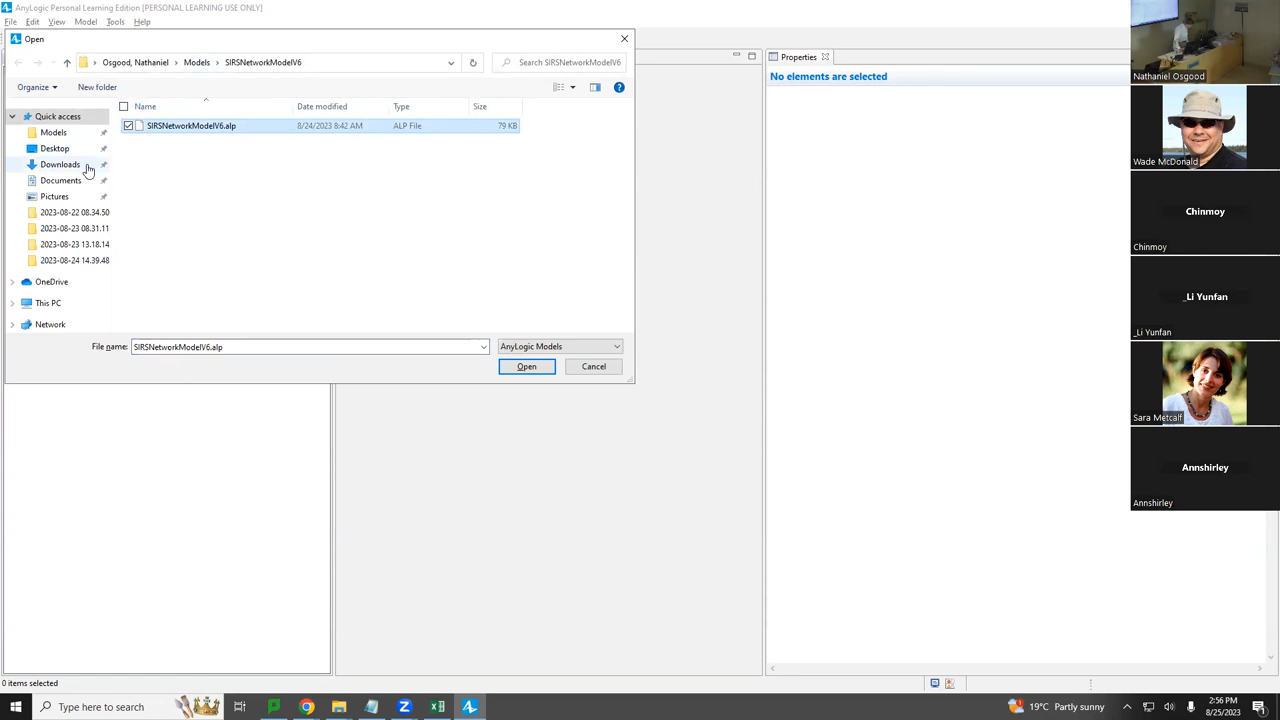 AnyLogic Personal Learning Edition [PERSONAL LEARNING USE ONLY]
File Edit View Model Tools Help
Open
Osgood, Nathaniel > Models > SIRSNetworkModelV6
Search SIRSNetworkModelV6
Organize New folder
Name Date modified Type Size
SIRSNetworkModelV6.alp 8/24/2023 8:42 AM ALP File 79 KB
Quick access
Models
Desktop
Downloads
Documents
Pictures
2023-08-22 08.34.50
2023-08-23 08.31.11
2023-08-23 13.18.14
2023-08-24 14.39.48
OneDrive
This PC
Network
File name: SIRSNetworkModelV6.alp AnyLogic Models
Open Cancel
Properties
No elements are selected
Nathaniel Osgood
Wade McDonald
Chinmoy
Chinmoy
_Li Yunfan
_Li Yunfan
Sara Metcalf
Annshirley
Annshirley
0 items selected
Type here to search
19°C Partly sunny
2:56 PM
8/25/2023
1